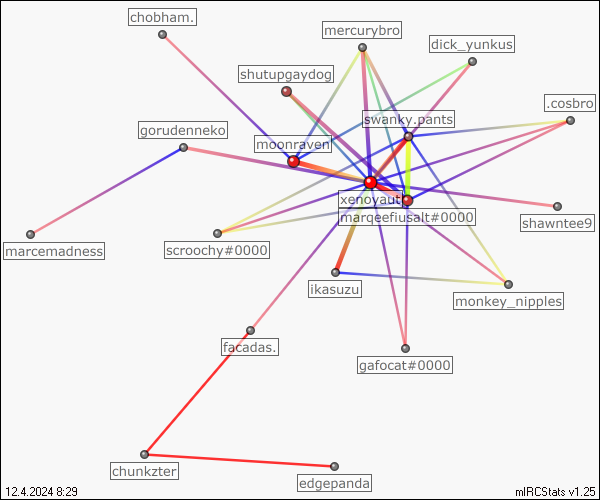 chobham.
mercurybro
dick_yunkus
shutupgaydog
.cosbro
swanky.pants
gorudenneko
moonraven
xenoyaut
marqeefiusalt#0000
shawntee9
marcemadness
scroochy#0000
ikasuzu
monkey_nipples
facadas.
gafocat#0000
chunkzter
edgepanda
12.4.2024 8:29
mIRCStats v1.25